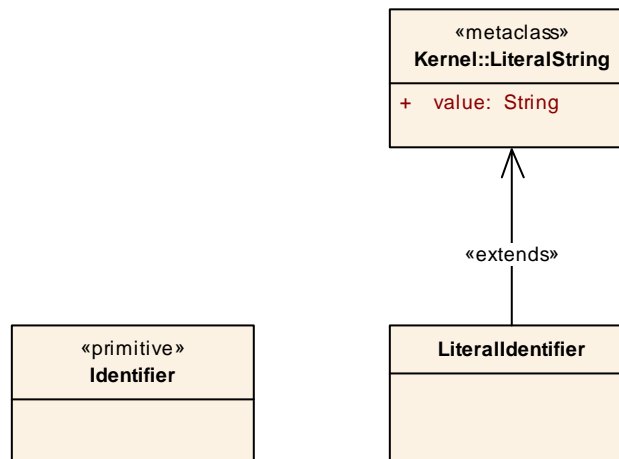 «metaclass»
Kernel::LiteralString
+ value: String
«extends»
«primitive»
Identifier
LiteralIdentifier